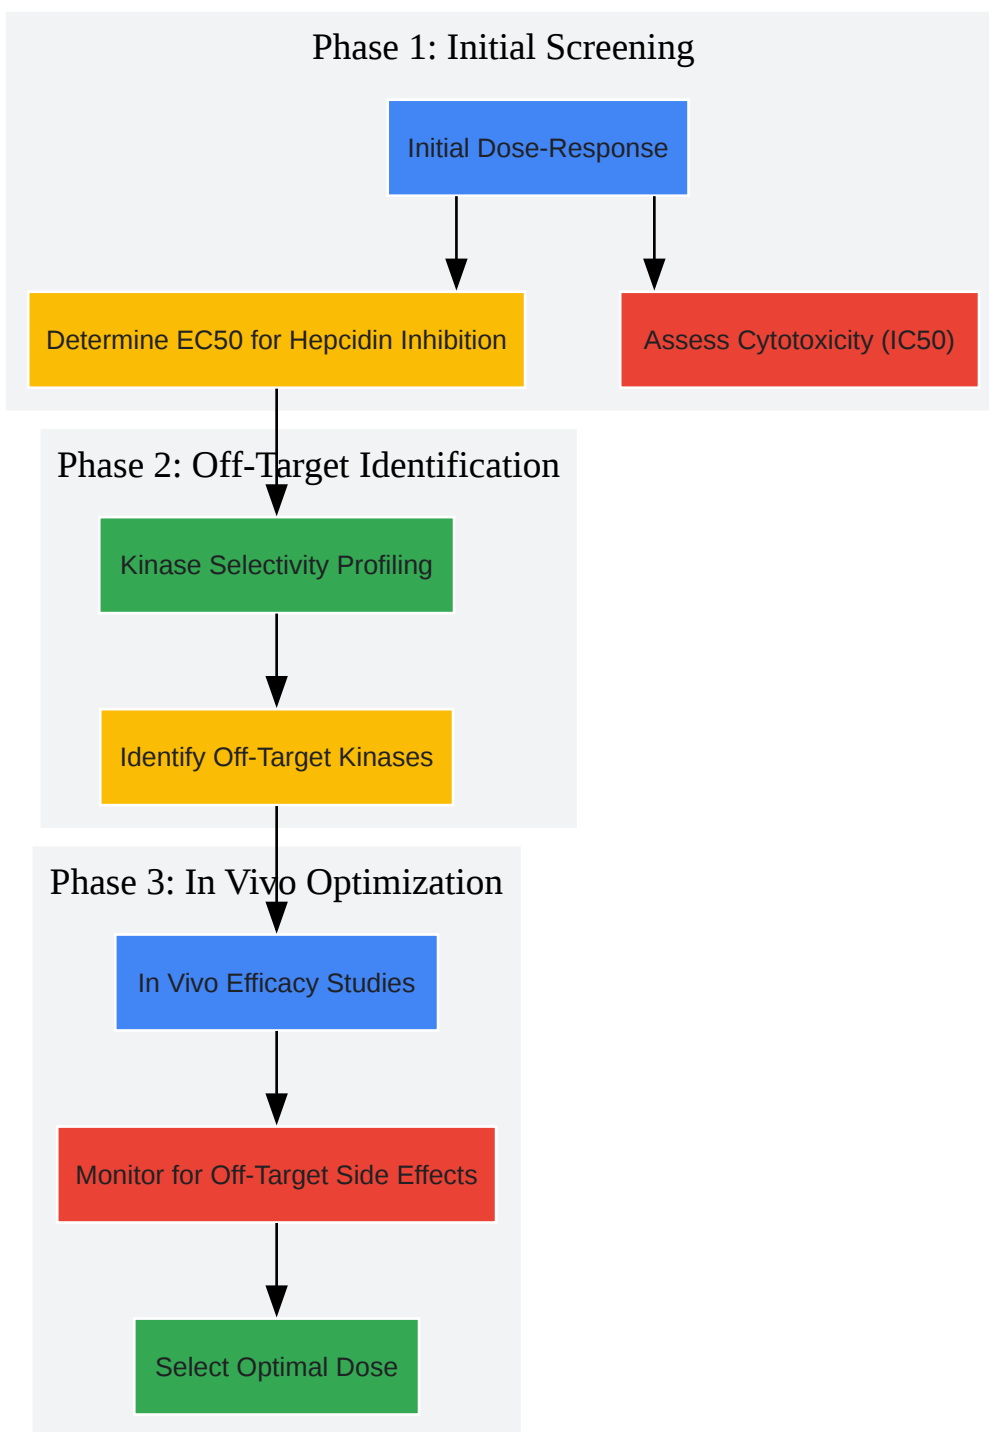 Phase 1: Initial Screening
Initial Dose-Response
Determine EC50 for Hepcidin Inhibition
Assess Cytotoxicity (IC50)
Phase 2: Off-Target Identification
Kinase Selectivity Profiling
Identify Off-Target Kinases
Phase 3: In Vivo Optimization
In Vivo Efficacy Studies
Monitor for Off-Target Side Effects
Select Optimal Dose